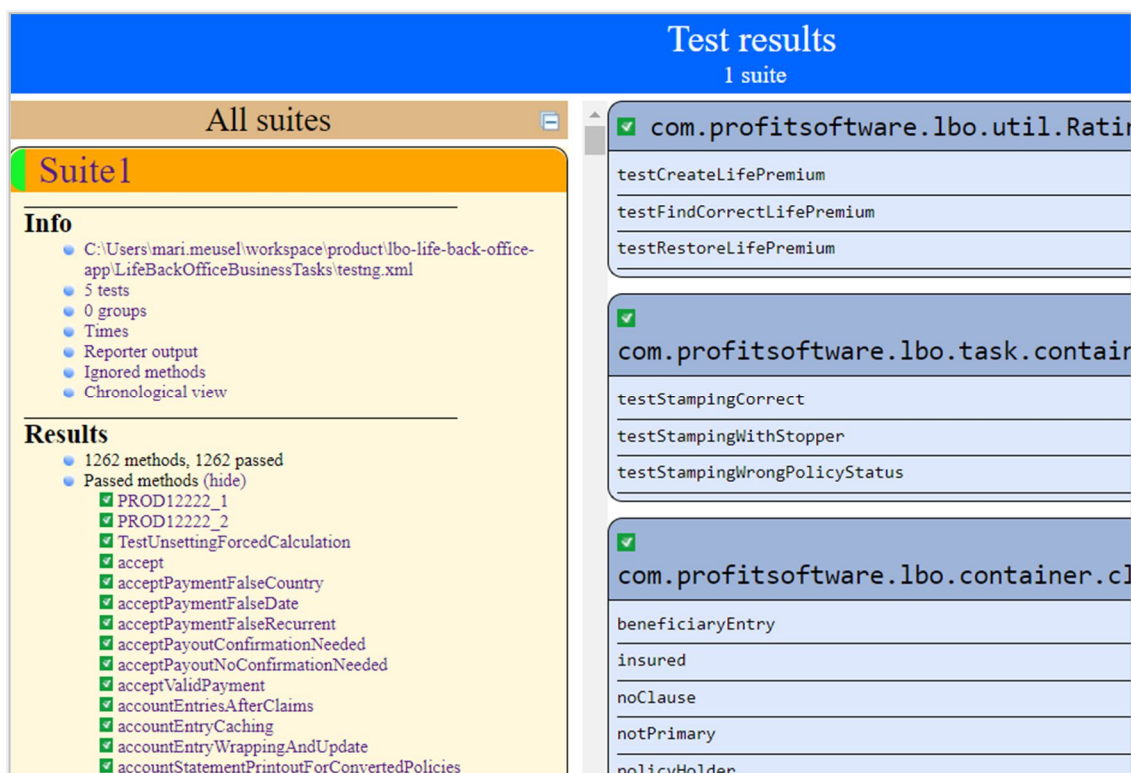 Test results
1 suite
All suites
Suite1
Info
C:\Users\mari.meusel\workspace\product\lbo-life-back-office-
app\LifeBackOfficeBusinessTasks\testng.xml
5 tests
0 groups
Times
Reporter output
Ignored methods
Chronological view
Results
1262 methods, 1262 passed
Passed methods (hide)
PROD12222_1
PROD12222_2
TestUnsettingForcedCalculation
accept
acceptPaymentFalseCountry
acceptPaymentFalseDate
acceptPaymentFalseRecurrent
acceptPayoutConfirmationNeeded
acceptPayoutNoConfirmationNeeded
acceptValidPayment
accountEntriesAfterClaims
accountEntryCaching
accountEntryWrappingAndUpdate
accountStatementPrintoutForConvertedPolicies
com.profitsoftware.lbo.util.Ratin
testCreateLifePremium
testFindCorrectLifePremium
testRestoreLifePremium
com.profitsoftware.lbo.task.contain
testStampingCorrect
testStampingWithStopper
testStampingWrongPolicyStatus
com.profitsoftware.lbo.container.cl
beneficiaryEntry
insured
noClause
notPrimary
policyHolder